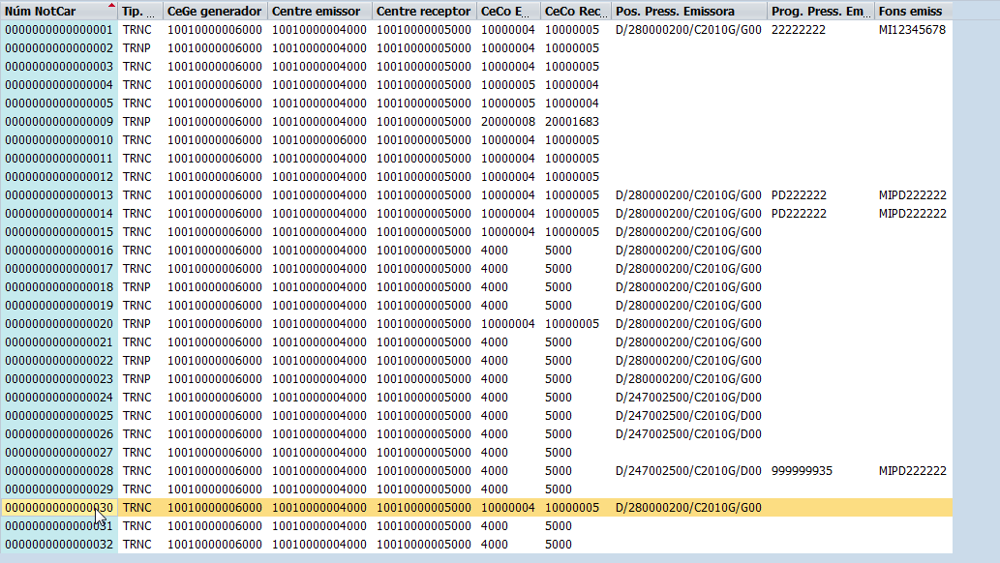 Núm NotCar Tip. ... CeGe generador Centre emissor Centre receptor CeCo E... CeCo Rec... Pos. Press. Emissora Prog. Press. Em... Fons emiss
0000000000000001 TRNC 10010000006000 10010000004000 10010000005000 10000004 10000005 D/280000200/C2010G/G00 22222222 MI12345678
0000000000000002 TRNP 10010000006000 10010000004000 10010000005000 10000004 10000005
0000000000000003 TRNC 10010000006000 10010000004000 10010000005000 10000004 10000005
0000000000000004 TRNC 10010000006000 10010000004000 10010000005000 10000005 10000004
0000000000000005 TRNC 10010000006000 10010000004000 10010000005000 10000005 10000004
0000000000000009 TRNP 10010000006000 10010000004000 10010000005000 20000008 20001683
0000000000000010 TRNC 10010000006000 10010000006000 10010000005000 10000004 10000005
0000000000000011 TRNC 10010000006000 10010000004000 10010000005000 10000004 10000005
0000000000000012 TRNC 10010000006000 10010000004000 10010000005000 10000004 10000005
0000000000000013 TRNC 10010000006000 10010000004000 10010000005000 10000004 10000005 D/280000200/C2010G/G00 PD222222 MIPD222222
0000000000000014 TRNC 10010000006000 10010000004000 10010000005000 10000004 10000005 D/280000200/C2010G/G00 PD222222 MIPD222222
0000000000000015 TRNC 10010000006000 10010000004000 10010000005000 10000004 10000005 D/280000200/C2010G/G00
0000000000000016 TRNC 10010000006000 10010000004000 10010000005000 4000 5000 D/280000200/C2010G/G00
0000000000000017 TRNC 10010000006000 10010000004000 10010000005000 4000 5000 D/280000200/C2010G/G00
0000000000000018 TRNP 10010000006000 10010000004000 10010000005000 4000 5000 D/280000200/C2010G/G00
0000000000000019 TRNC 10010000006000 10010000004000 10010000005000 4000 5000 D/280000200/C2010G/G00
0000000000000020 TRNP 10010000006000 10010000004000 10010000005000 10000004 10000005 D/280000200/C2010G/G00
0000000000000021 TRNC 10010000006000 10010000004000 10010000005000 4000 5000 D/280000200/C2010G/G00
0000000000000022 TRNP 10010000006000 10010000004000 10010000005000 4000 5000 D/280000200/C2010G/G00
0000000000000023 TRNP 10010000006000 10010000004000 10010000005000 4000 5000 D/280000200/C2010G/G00
0000000000000024 TRNC 10010000006000 10010000004000 10010000005000 4000 5000 D/247002500/C2010G/D00
0000000000000025 TRNC 10010000006000 10010000004000 10010000005000 4000 5000 D/247002500/C2010G/D00
0000000000000026 TRNC 10010000006000 10010000004000 10010000005000 4000 5000 D/247002500/C2010G/D00
0000000000000027 TRNC 10010000006000 10010000004000 10010000005000 4000 5000
0000000000000028 TRNC 10010000006000 10010000004000 10010000005000 4000 5000 D/247002500/C2010G/D00 999999935 MIPD222222
0000000000000029 TRNC 10010000006000 10010000004000 10010000005000 4000 5000
0000000000000030 TRNC 10010000006000 10010000004000 10010000005000 10000004 10000005 D/280000200/C2010G/G00
0000000000000031 TRNC 10010000006000 10010000004000 10010000005000 4000 5000
0000000000000032 TRNC 10010000006000 10010000004000 10010000005000 4000 5000